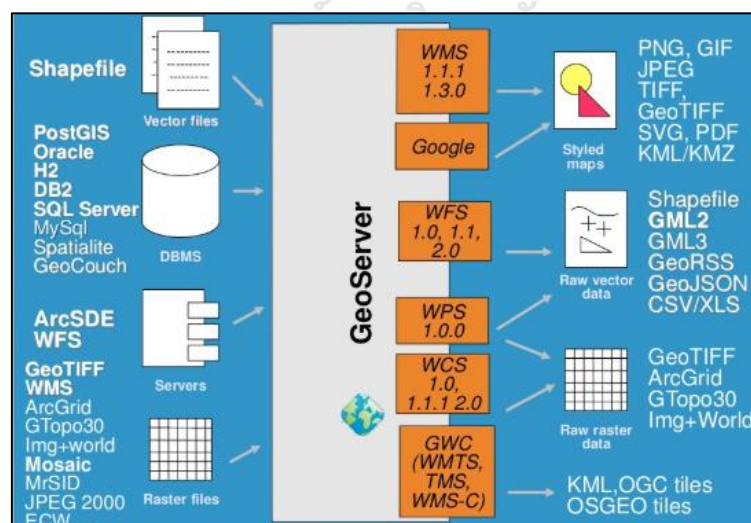 Shapefile
Vector files
PostGIS
Oracle
H2
DB2
SQL Server
MySql
Spatialite
GeoCouch
DBMS
ArcSDE
WFS
Servers
GeoTIFF
WMS
ArcGrid
GTopo30
Img+world
Mosaic
MrSID
JPEG 2000
ECW
Raster files
GeoServer
WMS
1.1.1
1.3.0
Google
WFS
1.0, 1.1,
2.0
WPS
1.0.0
WCS
1.0,
1.1.1 2.0
GWC
(WMTS,
TMS,
WMS-C)
Styled
maps
PNG, GIF
JPEG
TIFF,
GeoTIFF
SVG, PDF
KML/KMZ
Raw vector
data
Shapefile
GML2
GML3
GeoRSS
GeoJSON
CSV/XLS
Raw raster
data
GeoTIFF
ArcGrid
GTopo30
Img+World
KML,OGC tiles
OSGEO tiles